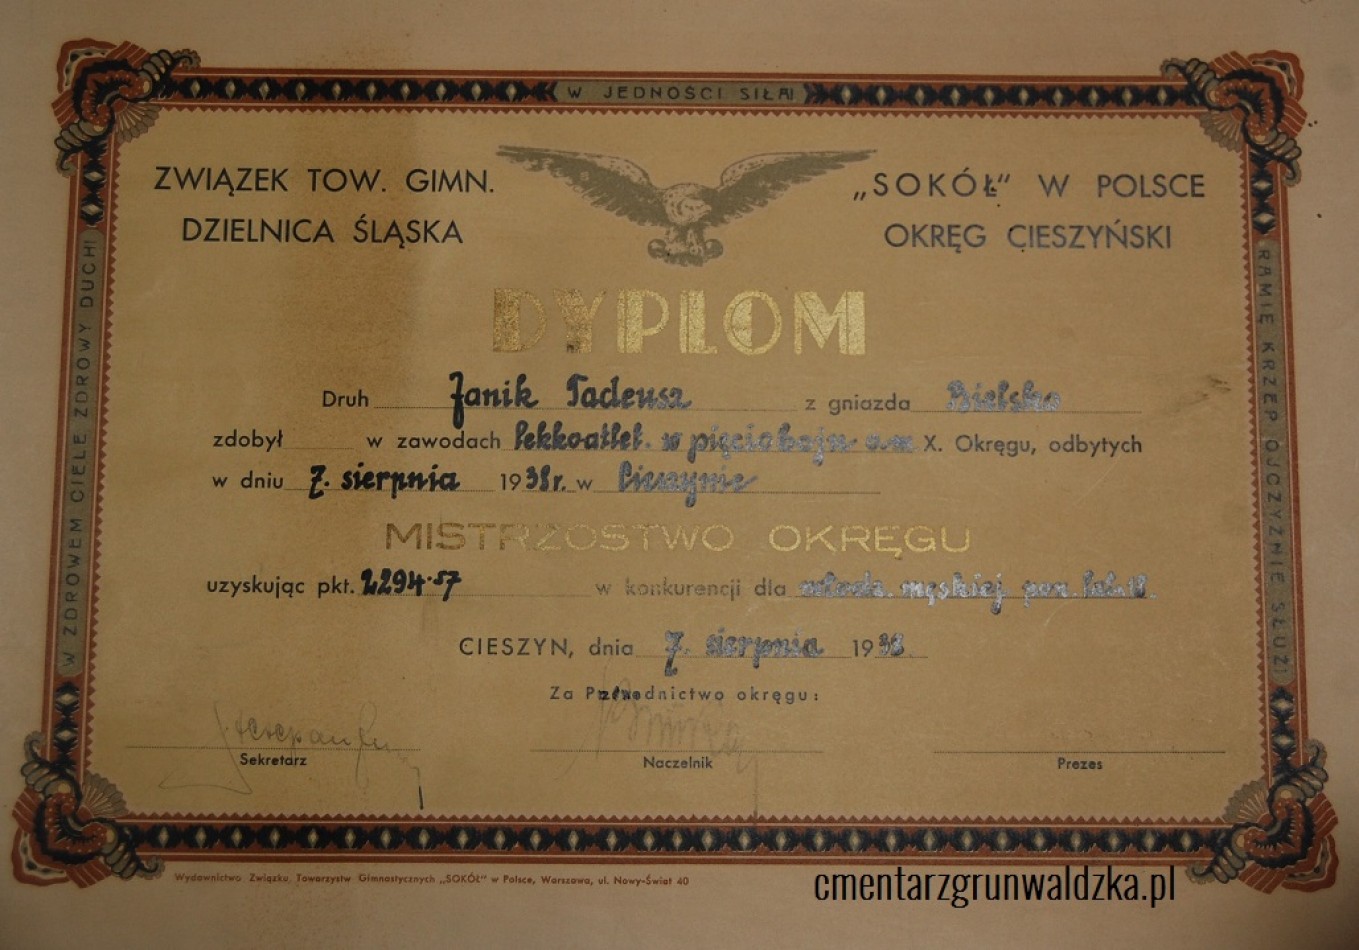 W JEDNOŚCI SIŁA!
W ZDROWEM CIELE ZDROWY DUCH!
RAMIĘ KRZEP OJCZYŹNIE SŁUŻ!
ZWIĄZEK TOW. GIMN. „SOKÓŁ" W POLSCE
DZIELNICA ŚLĄSKA OKRĘG CIESZYŃSKI
DYPLOM
Druh Janik Tadeusz z gniazda Bielsko
zdobył w zawodach lekkoatlet. w pięcioboju o.m. X. Okręgu, odbytych
w dniu 7. sierpnia 1938 r. w Cieszynie
MISTRZOSTWO OKRĘGU
uzyskując pkt. 2294.57 w konkurencji dla młodz. męskiej pon. lat. 18.
CIESZYN, dnia 7. sierpnia 1938
Za okręgu:
Sekretarz Naczelnik Prezes
Wydawnictwo Związku Towarzystw Gimnastycznych „SOKÓŁ" w Polsce, Warszawa, ul. Nowy-Świat 40
cmentarzgrunwaldzka.pl